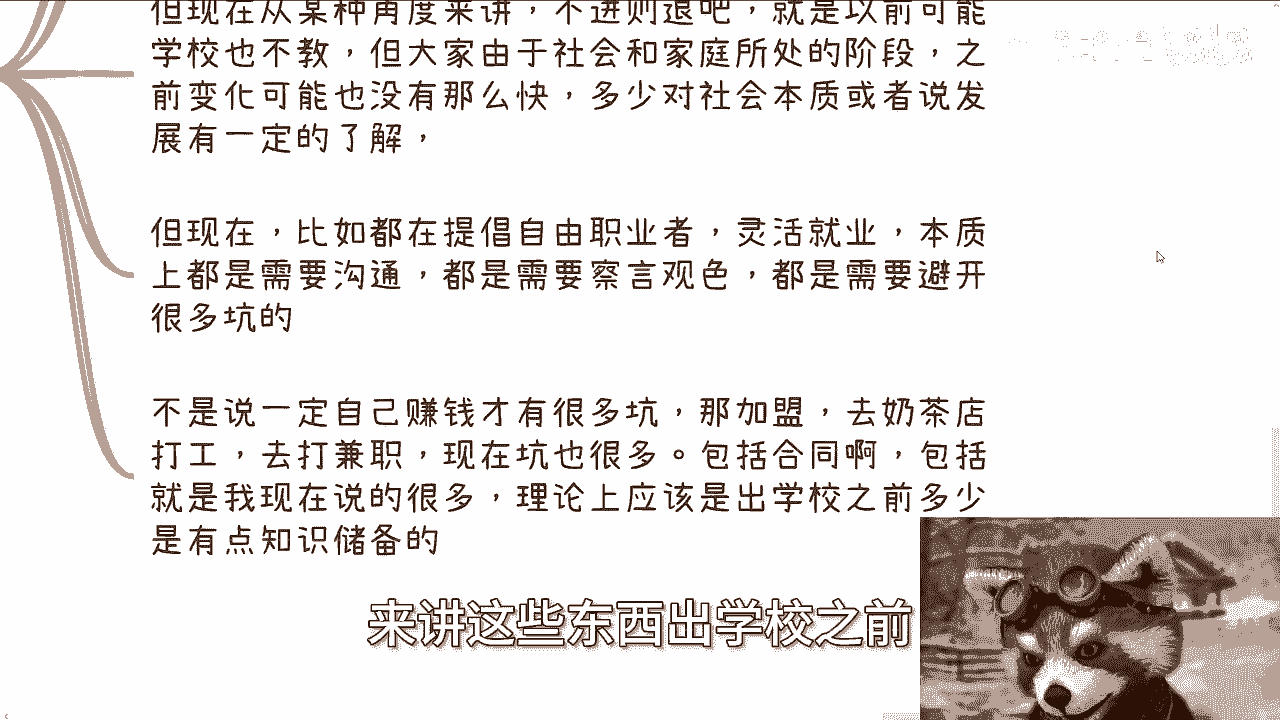 但现在从某种角度来讲，不进则退吧，就是以前可能
学校也不教，但大家由于社会和家庭所处的阶段，之
前变化可能也没有那么快，多少对社会本质或者说发
展有一定的了解，
但现在，比如都在提倡自由职业者，灵活就业，本质
上都是需要沟通，都是需要察言观色，都是需要避开
很多坑的
不是说一定自己赚钱才有很多坑，那加盟，去奶茶店
打工，去打兼职，现在坑也很多。包括合同啊，包括
就是我现在说的很多，理论上应该是出学校之前多少
是有点知识储备的
来讲这些东西出学校之前